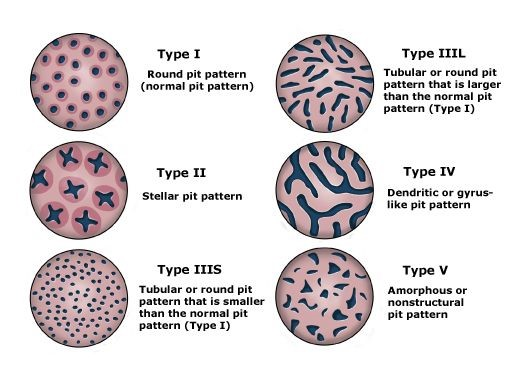 Type I
Round pit pattern
(normal pit pattern)
Type II
Stellar pit pattern
Type IIIS
Tubular or round pit
pattern that is smaller
than the normal pit
pattern (Type I)
Type IIIL
Tubular or round pit
pattern that is larger
than the normal pit
pattern (Type I)
Type IV
Dendritic or gyrus-
like pit pattern
Type V
Amorphous or
nonstructural
pit pattern